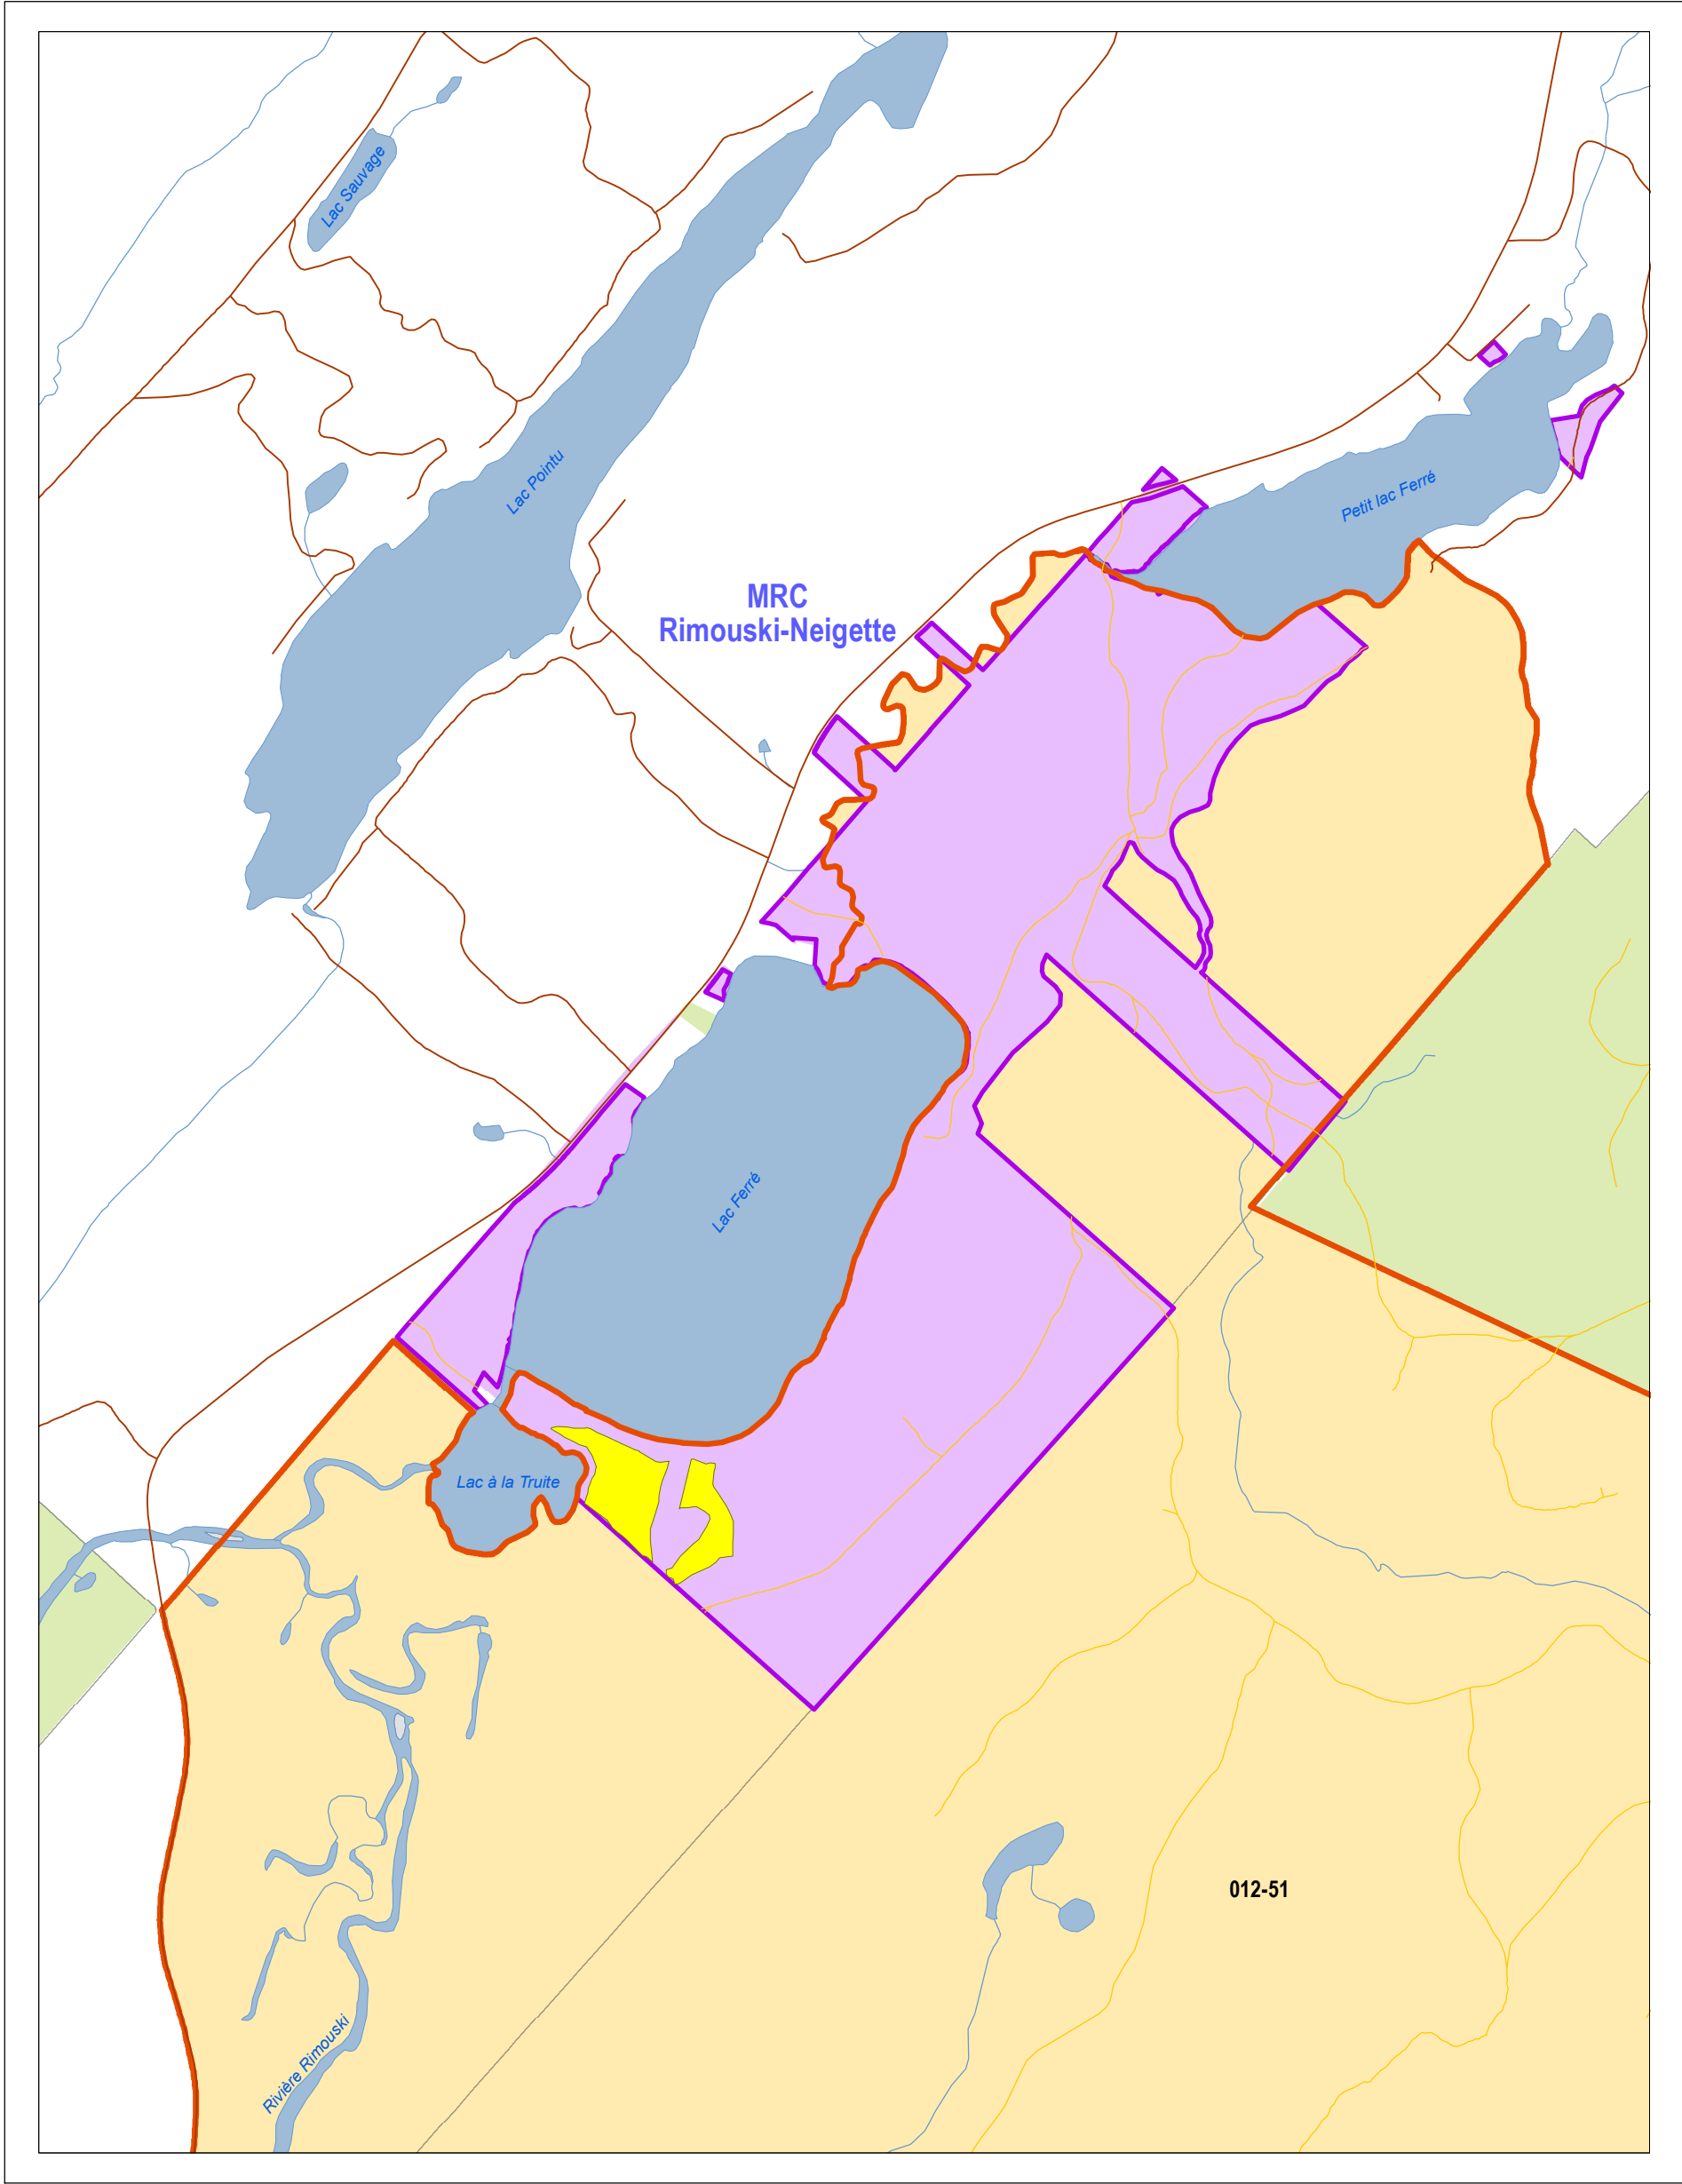 Lac Sauvage
Lac Pointu
Petit lac Ferré
MRC
Rimouski-Neigette
Lac Ferré
Lac à la Truite
012-51
Rivière Rimouski